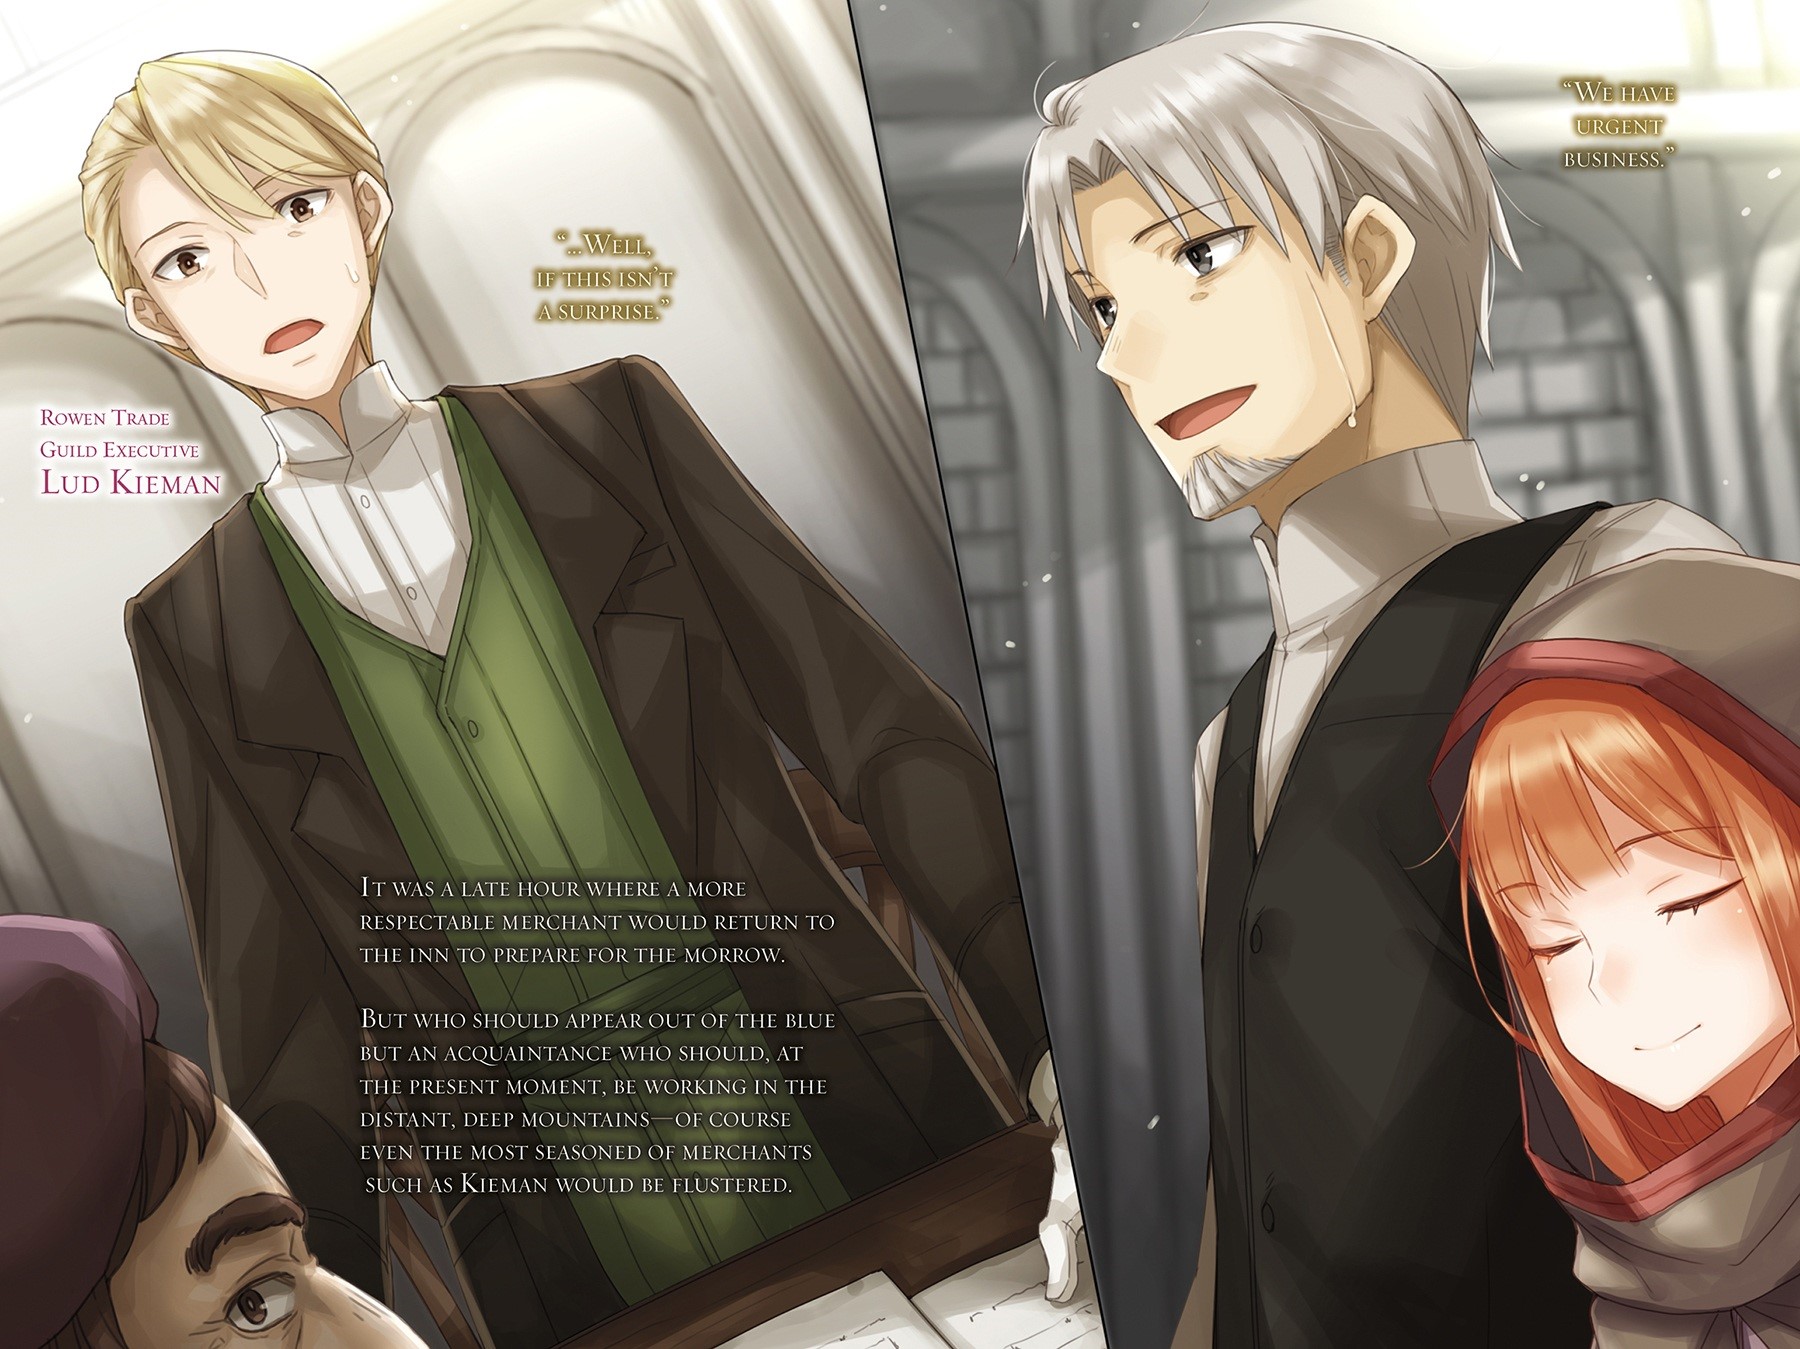 “...Well,
if this isn’t
a surprise.”
Rowen Trade
Guild Executive
Lud Kieman
It was a late hour where a more
respectable merchant would return to
the inn to prepare for the morrow.
But who should appear out of the blue
but an acquaintance who should, at
the present moment, be working in the
distant, deep mountains—of course
even the most seasoned of merchants
such as Kieman would be flustered.
“We have
urgent
business.”